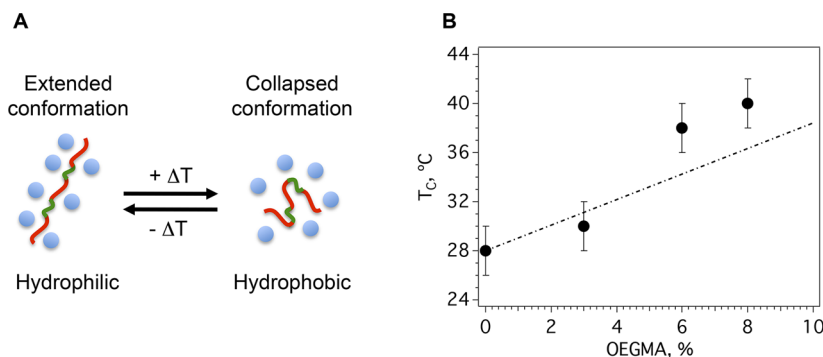 A
Extended
conformation
Collapsed
conformation
+ ΔT
- ΔT
Hydrophilic
Hydrophobic
B
44
40
36
32
28
24
T_C, °C
0
2
4
6
8
10
OEGMA, %